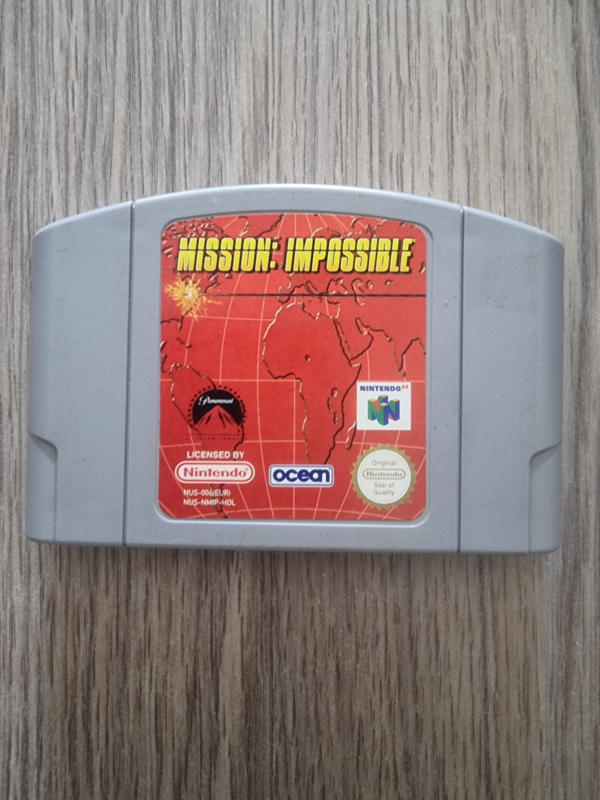 MISSION: IMPOSSIBLE
NINTENDO 64
Paramount
LICENSED BY
Nintendo
ocean
Original
Nintendo
Seal of
Quality
NUS-006(EUR)
NUS-NMIP-HOL